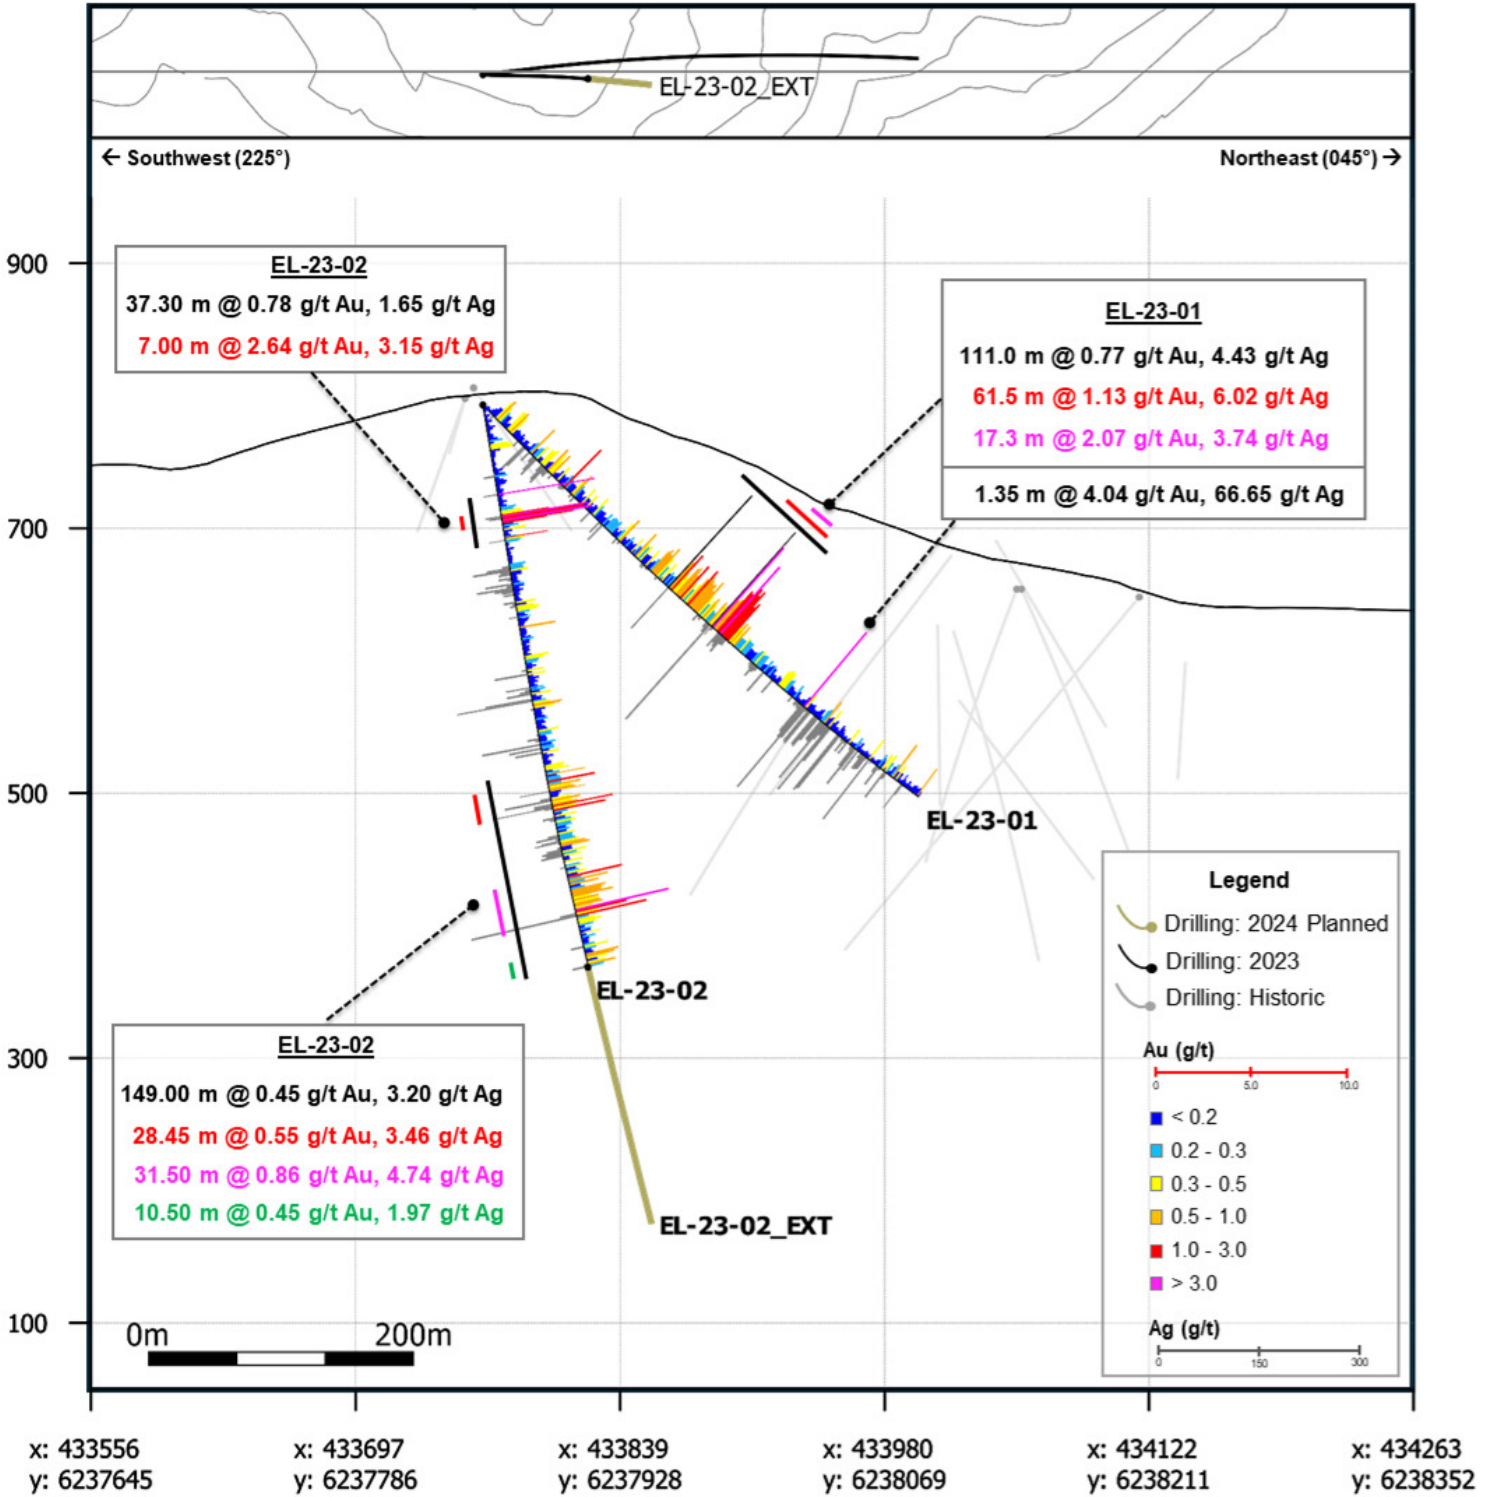 EL-23-02_EXT
← Southwest (225°)
Northeast (045°) →
900
700
500
300
100
EL-23-02
37.30 m @ 0.78 g/t Au, 1.65 g/t Ag
7.00 m @ 2.64 g/t Au, 3.15 g/t Ag
EL-23-01
111.0 m @ 0.77 g/t Au, 4.43 g/t Ag
61.5 m @ 1.13 g/t Au, 6.02 g/t Ag
17.3 m @ 2.07 g/t Au, 3.74 g/t Ag
1.35 m @ 4.04 g/t Au, 66.65 g/t Ag
EL-23-01
EL-23-02
EL-23-02
149.00 m @ 0.45 g/t Au, 3.20 g/t Ag
28.45 m @ 0.55 g/t Au, 3.46 g/t Ag
31.50 m @ 0.86 g/t Au, 4.74 g/t Ag
10.50 m @ 0.45 g/t Au, 1.97 g/t Ag
EL-23-02_EXT
Legend
Drilling: 2024 Planned
Drilling: 2023
Drilling: Historic
Au (g/t)
0 5.0 10.0
< 0.2
0.2 - 0.3
0.3 - 0.5
0.5 - 1.0
1.0 - 3.0
> 3.0
Ag (g/t)
0 150 300
0m 200m
x: 433556 x: 433697 x: 433839 x: 433980 x: 434122 x: 434263
y: 6237645 y: 6237786 y: 6237928 y: 6238069 y: 6238211 y: 6238352